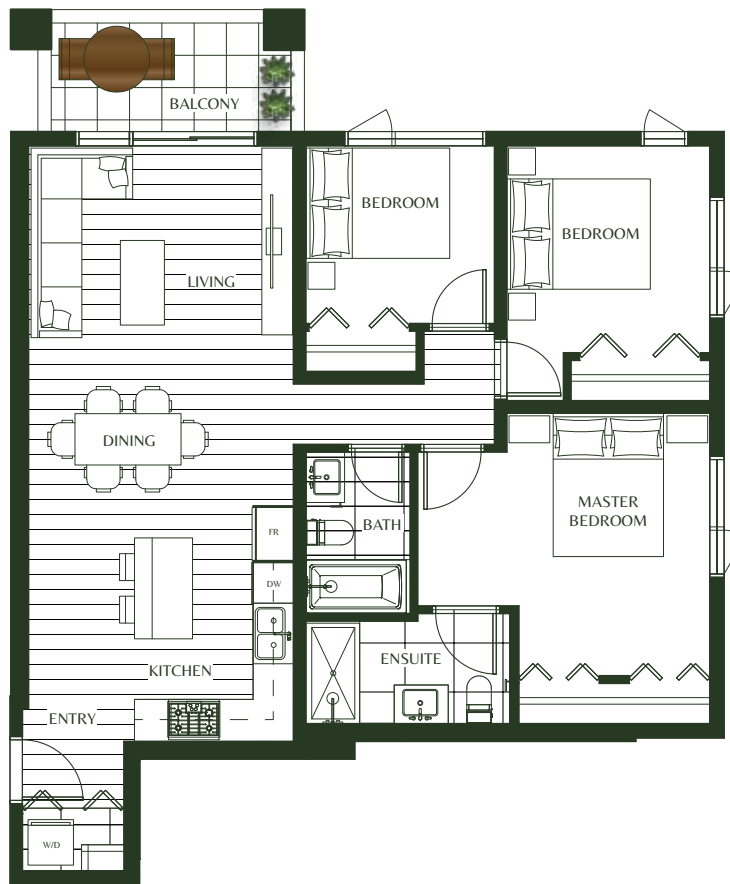 BALCONY
BEDROOM
BEDROOM
LIVING
DINING
MASTER
BEDROOM
FR
BATH
DW
ENSUITE
KITCHEN
ENTRY
W/D